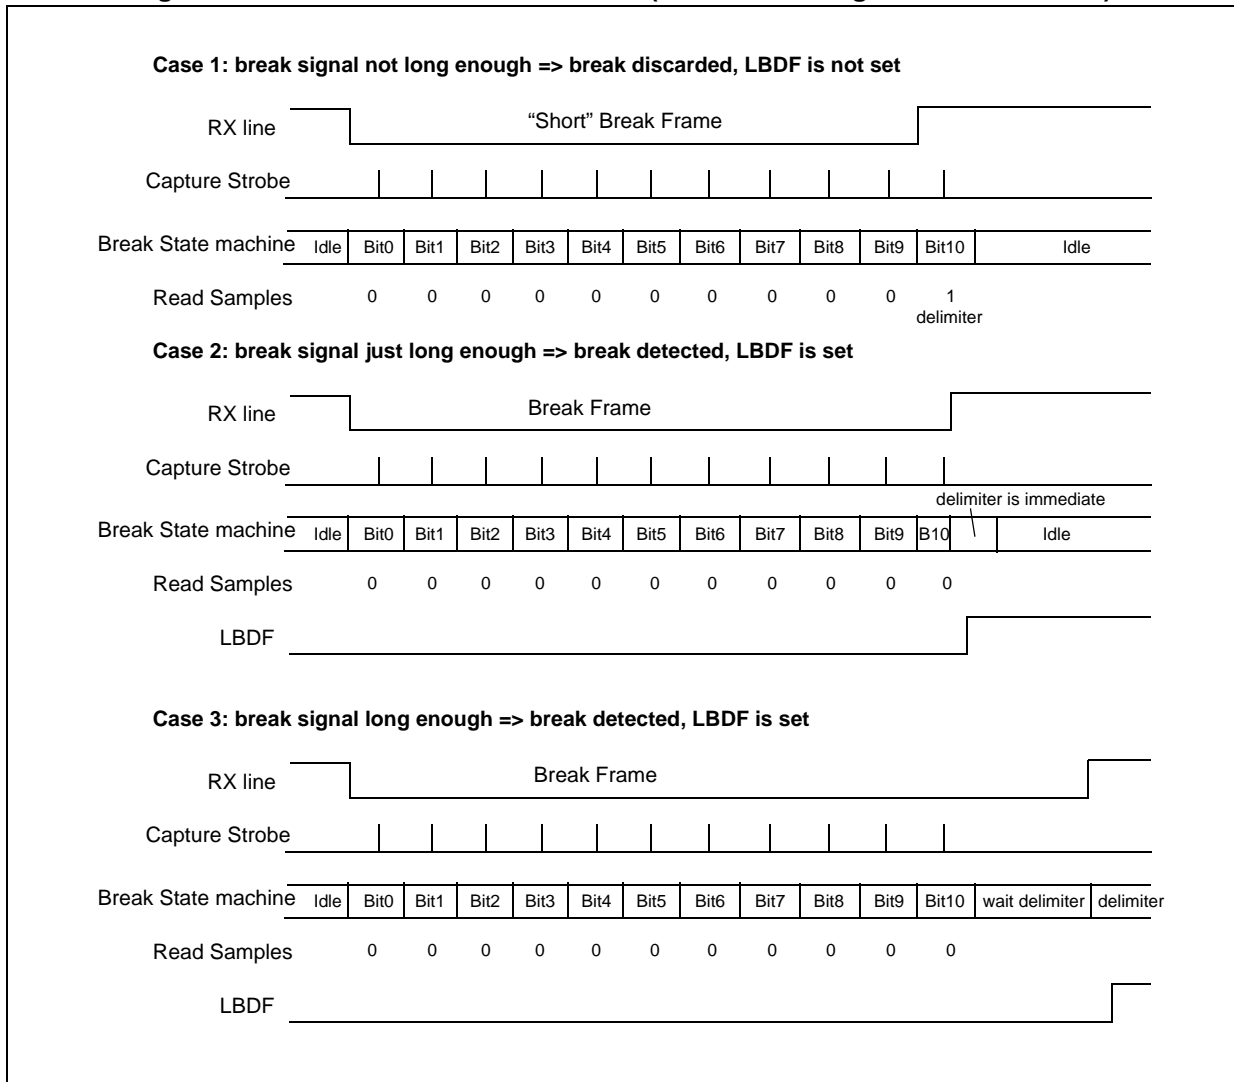 Case 1: break signal not long enough => break discarded, LBDF is not set
RX line
“Short” Break Frame
Capture Strobe
Break State machine Idle Bit0 Bit1 Bit2 Bit3 Bit4 Bit5 Bit6 Bit7 Bit8 Bit9 Bit10 Idle
Read Samples 0 0 0 0 0 0 0 0 0 0 1
delimiter
Case 2: break signal just long enough => break detected, LBDF is set
RX line
Break Frame
Capture Strobe
delimiter is immediate
Break State machine Idle Bit0 Bit1 Bit2 Bit3 Bit4 Bit5 Bit6 Bit7 Bit8 Bit9 B10 Idle
Read Samples 0 0 0 0 0 0 0 0 0 0 0
LBDF
Case 3: break signal long enough => break detected, LBDF is set
RX line
Break Frame
Capture Strobe
Break State machine Idle Bit0 Bit1 Bit2 Bit3 Bit4 Bit5 Bit6 Bit7 Bit8 Bit9 Bit10 wait delimiter delimiter
Read Samples 0 0 0 0 0 0 0 0 0 0 0
LBDF